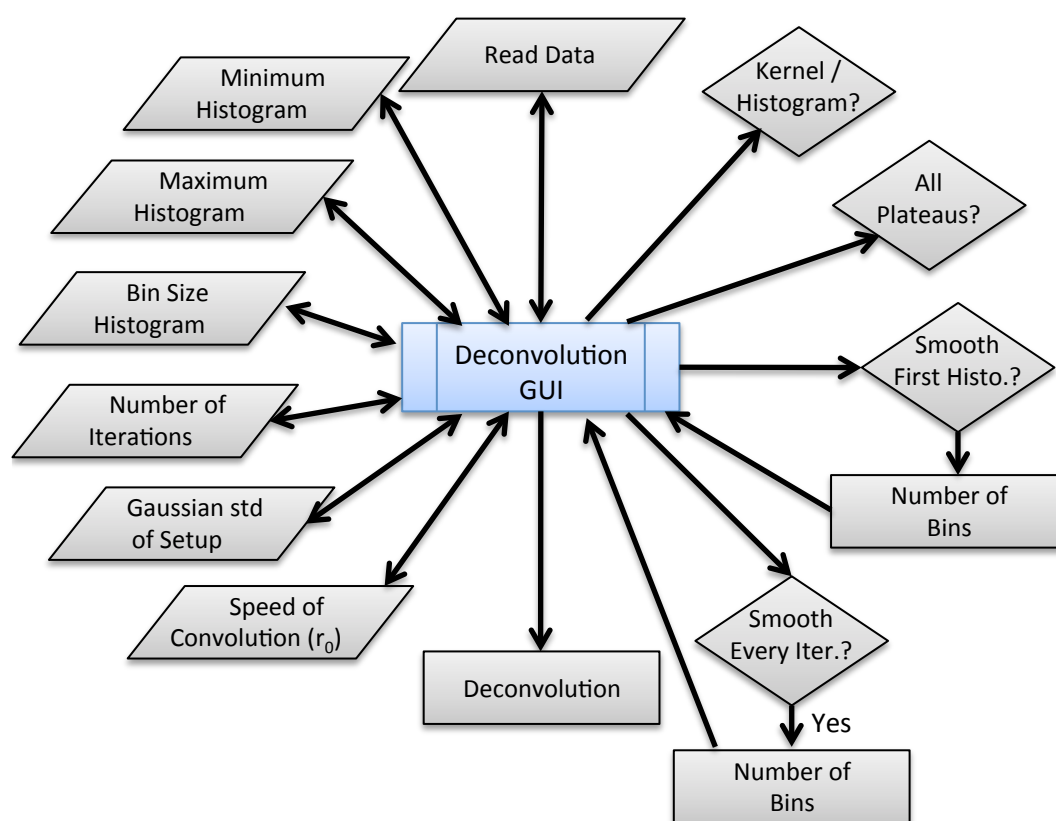 Read Data
Minimum
Histogram
Kernel /
Histogram?
Maximum
Histogram
All
Plateaus?
Bin Size
Histogram
Deconvolution
GUI
Smooth
First Histo.?
Number of
Iterations
Number of
Bins
Gaussian std
of Setup
Speed of
Convolution (r₀)
Smooth
Every Iter.?
Deconvolution
Yes
Number of
Bins